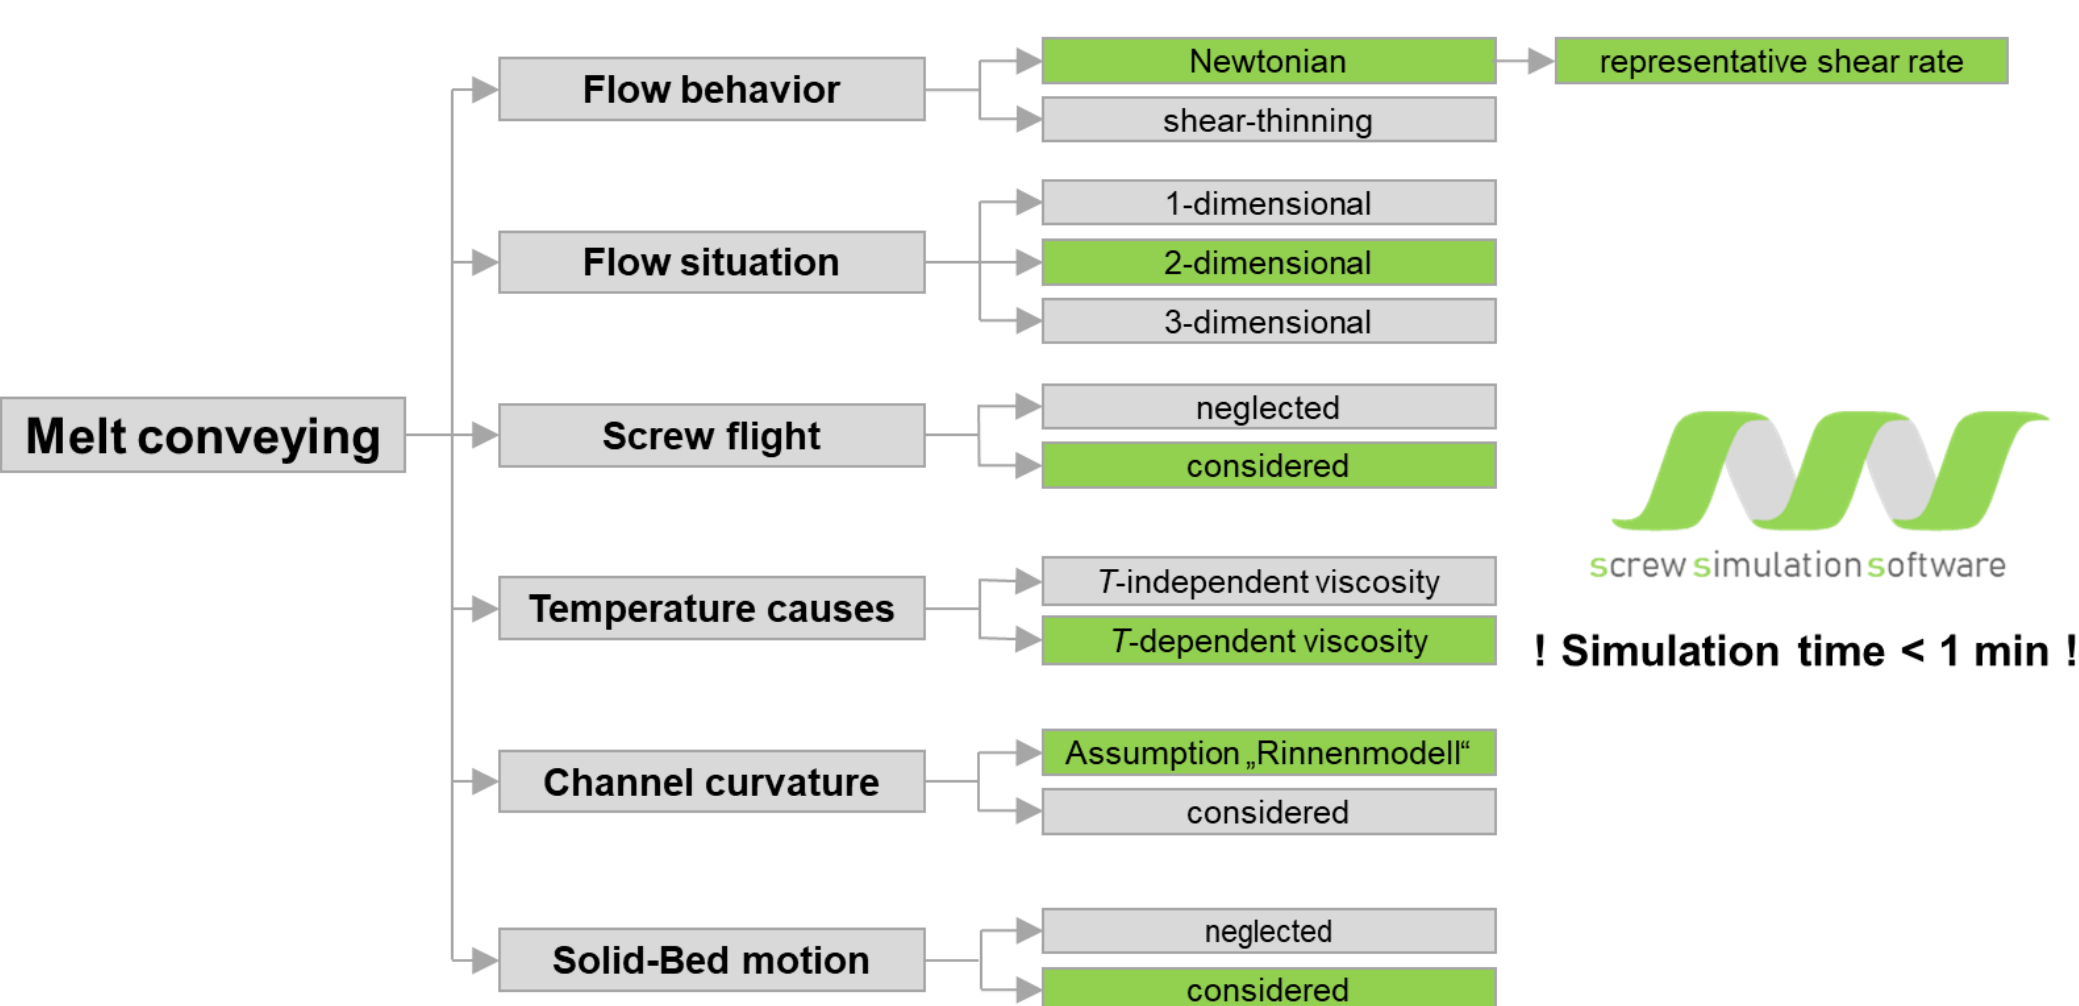 Melt conveying
Flow behavior
Newtonian
representative shear rate
shear-thinning
Flow situation
1-dimensional
2-dimensional
3-dimensional
Screw flight
neglected
considered
Temperature causes
T-independent viscosity
T-dependent viscosity
Channel curvature
Assumption „Rinnenmodell“
considered
Solid-Bed motion
neglected
considered
screw simulation software
! Simulation time < 1 min !